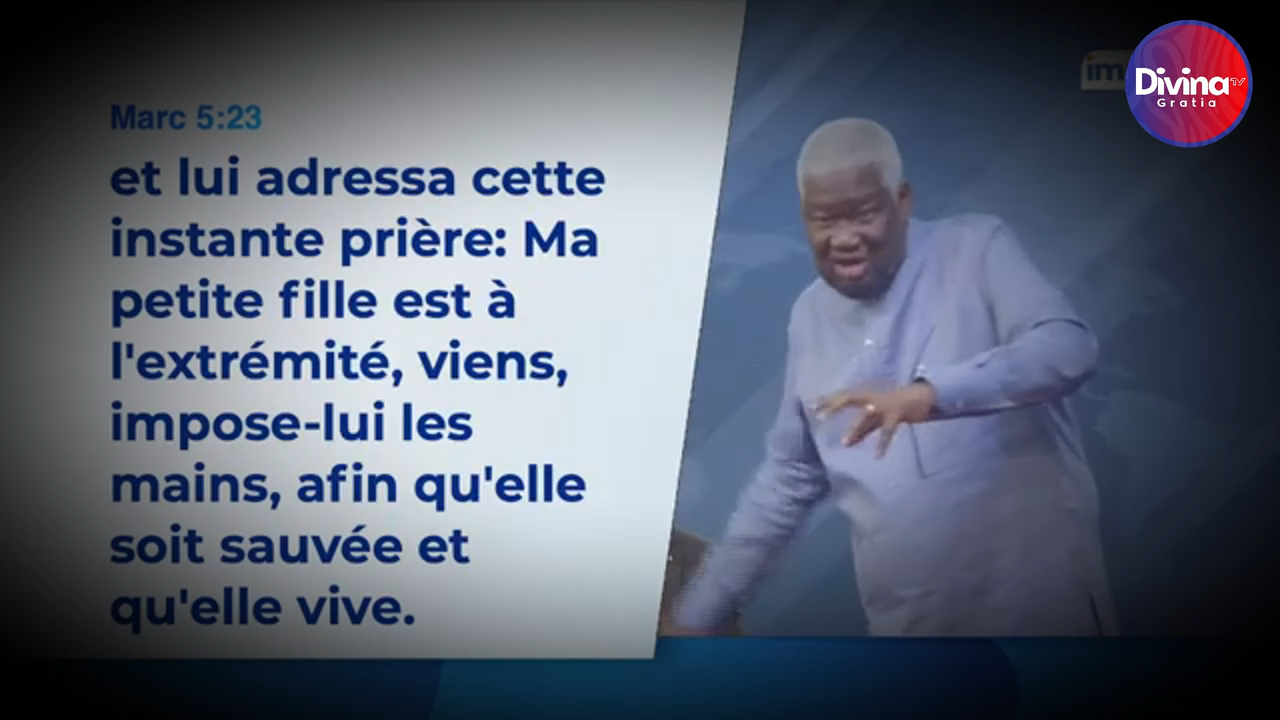 Marc 5:23
et lui adressa cette
instante prière: Ma
petite fille est à
l'extrémité, viens,
impose-lui les
mains, afin qu'elle
soit sauvée et
qu'elle vive.
Divina TV
Gratia